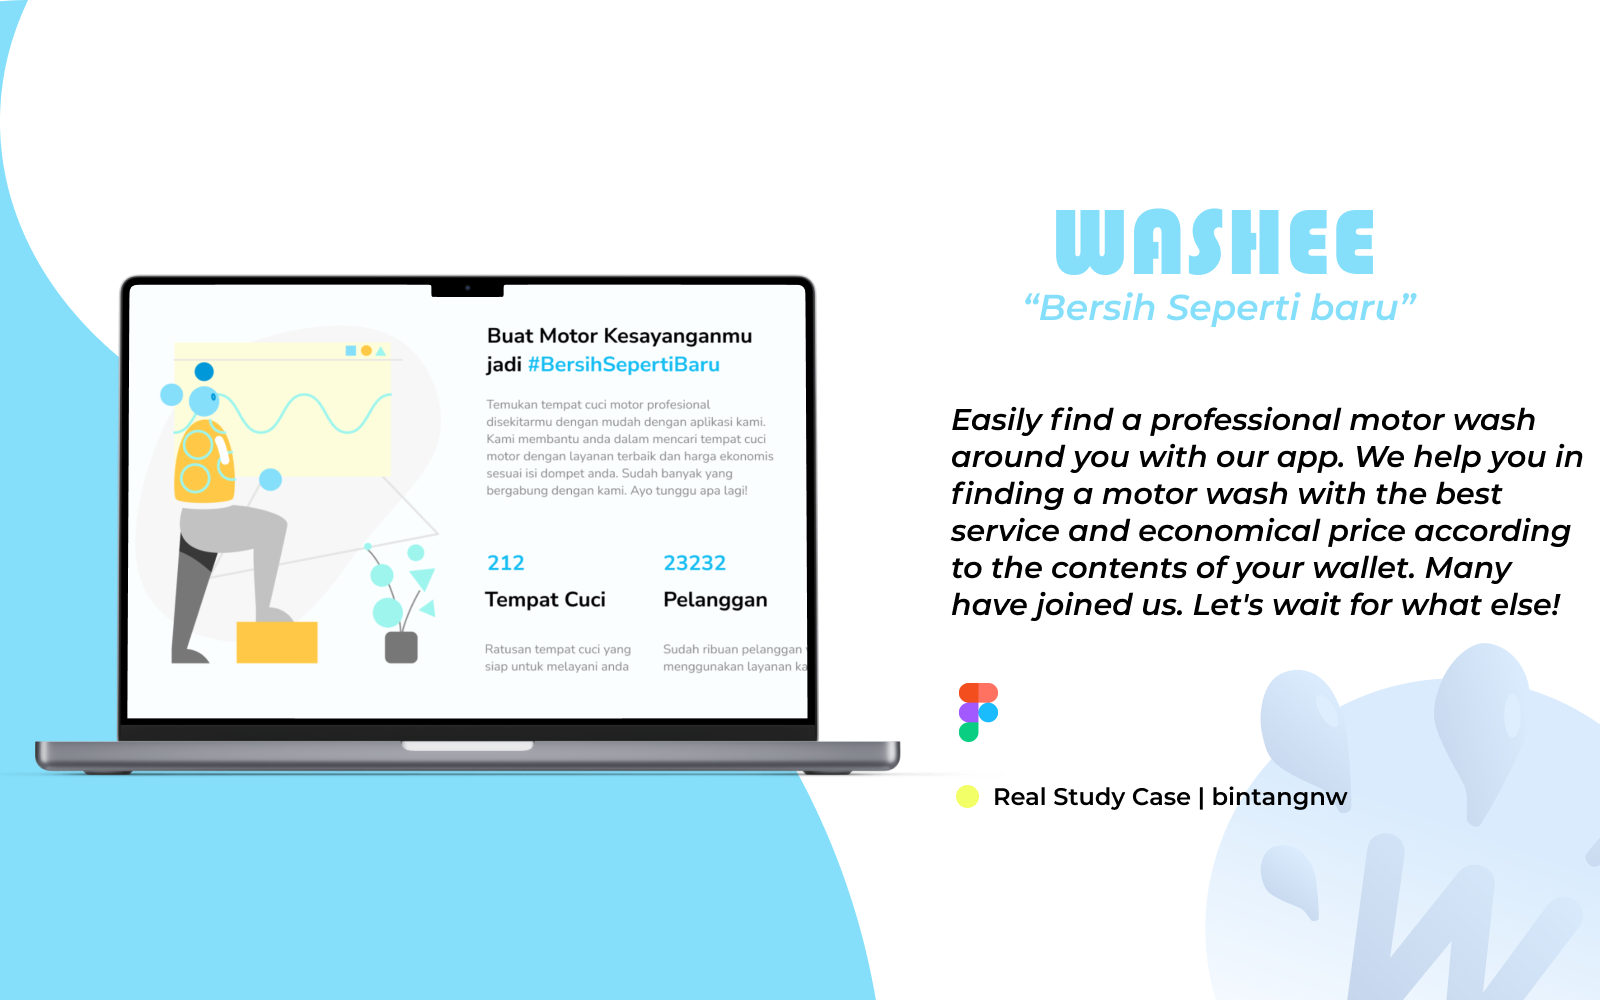 WASHEE
“Bersih Seperti baru”
Easily find a professional motor wash
around you with our app. We help you in
finding a motor wash with the best
service and economical price according
to the contents of your wallet. Many
have joined us. Let's wait for what else!
Real Study Case | bintangnw
Buat Motor Kesayanganmu
jadi #BersihSepertiBaru
Temukan tempat cuci motor profesional
disekitarmu dengan mudah dengan aplikasi kami.
Kami membantu anda dalam mencari tempat cuci
motor dengan layanan terbaik dan harga ekonomis
sesuai isi dompet anda. Sudah banyak yang
bergabung dengan kami. Ayo tunggu apa lagi!
212
Tempat Cuci
Ratusan tempat cuci yang
siap untuk melayani anda
23232
Pelanggan
Sudah ribuan pelanggan
menggunakan layanan
W